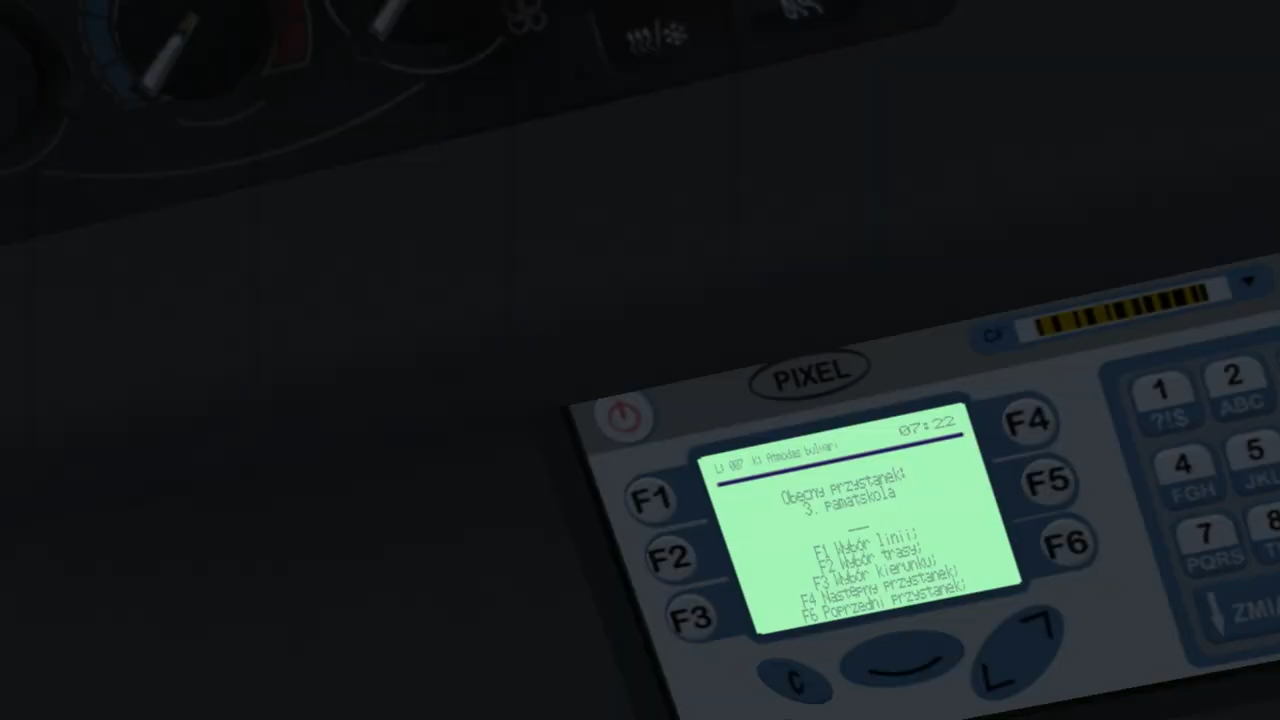 PIXEL
C#
07:22
Obecny przystanek:
3. Pamatskola
F1 Wybór linii;
F2 Wybór trasy;
F3 Wybór kierunku;
F4 Następny przystanek;
F6 Poprzedni przystanek;
F1
F2
F3
F4
F5
F6
1
?!$
2
ABC
4
FGH
5
7
PQRS
8
C